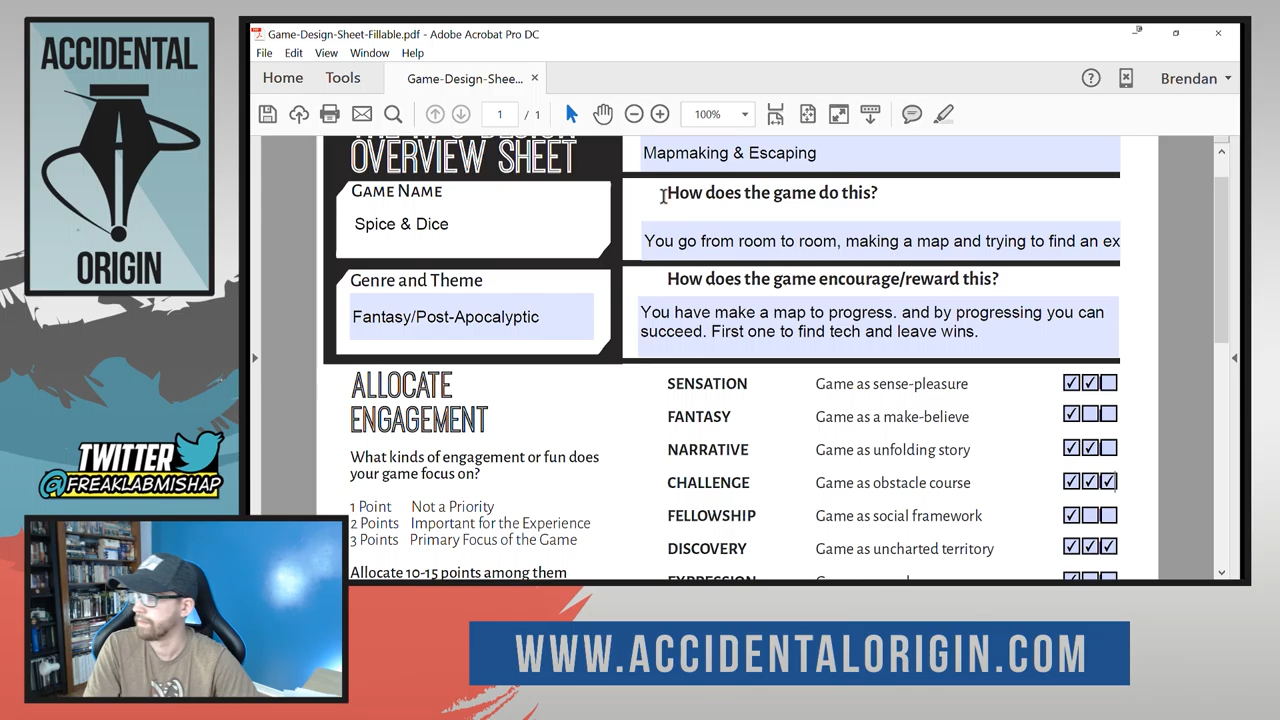 ACCIDENTAL
ORIGIN
TWITTER
@FREAKLABMISHAP
Game-Design-Sheet-Fillable.pdf - Adobe Acrobat Pro DC
File Edit View Window Help
Home Tools Game-Design-Shee... × Brendan
1 / 1 100%
OVERVIEW SHEET
Mapmaking & Escaping
GAME NAME
Spice & Dice
How does the game do this?
You go from room to room, making a map and trying to find an ex
Genre and Theme
Fantasy/Post-Apocalyptic
How does the game encourage/reward this?
You have make a map to progress. and by progressing you can
succeed. First one to find tech and leave wins.
ALLOCATE
ENGAGEMENT
What kinds of engagement or fun does
your game focus on?
1 Point Not a Priority
2 Points Important for the Experience
3 Points Primary Focus of the Game
Allocate 10-15 points among them
SENSATION Game as sense-pleasure
FANTASY Game as a make-believe
NARRATIVE Game as unfolding story
CHALLENGE Game as obstacle course
FELLOWSHIP Game as social framework
DISCOVERY Game as uncharted territory
EXPRESSION
WWW.ACCIDENTALORIGIN.COM